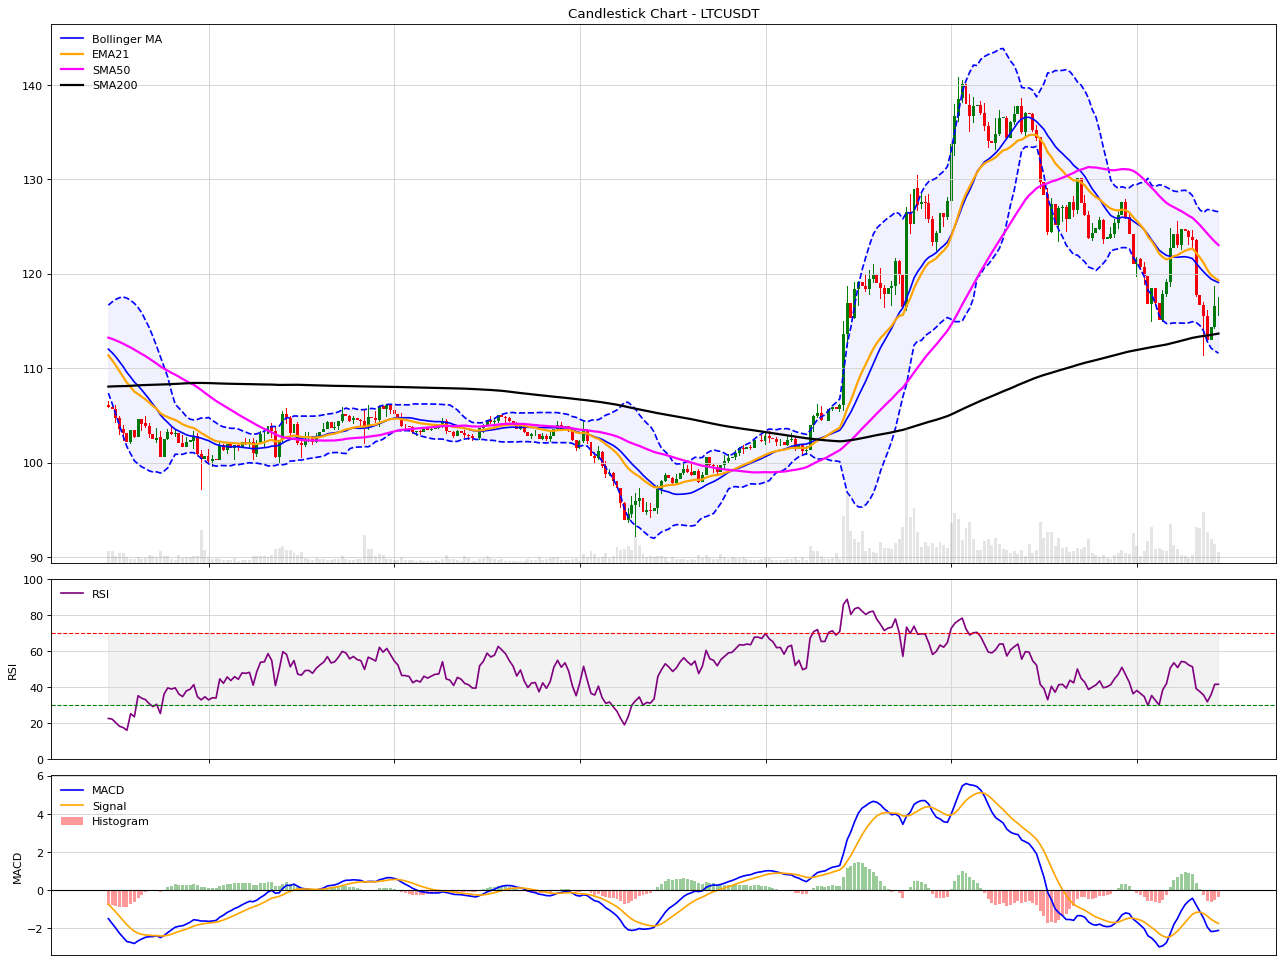 Candlestick Chart - LTCUSDT
Bollinger MA
EMA21
SMA50
SMA200
140
130
120
110
100
90
RSI
100
80
60
40
20
0
RSI
MACD
Signal
Histogram
6
4
2
0
−2
MACD